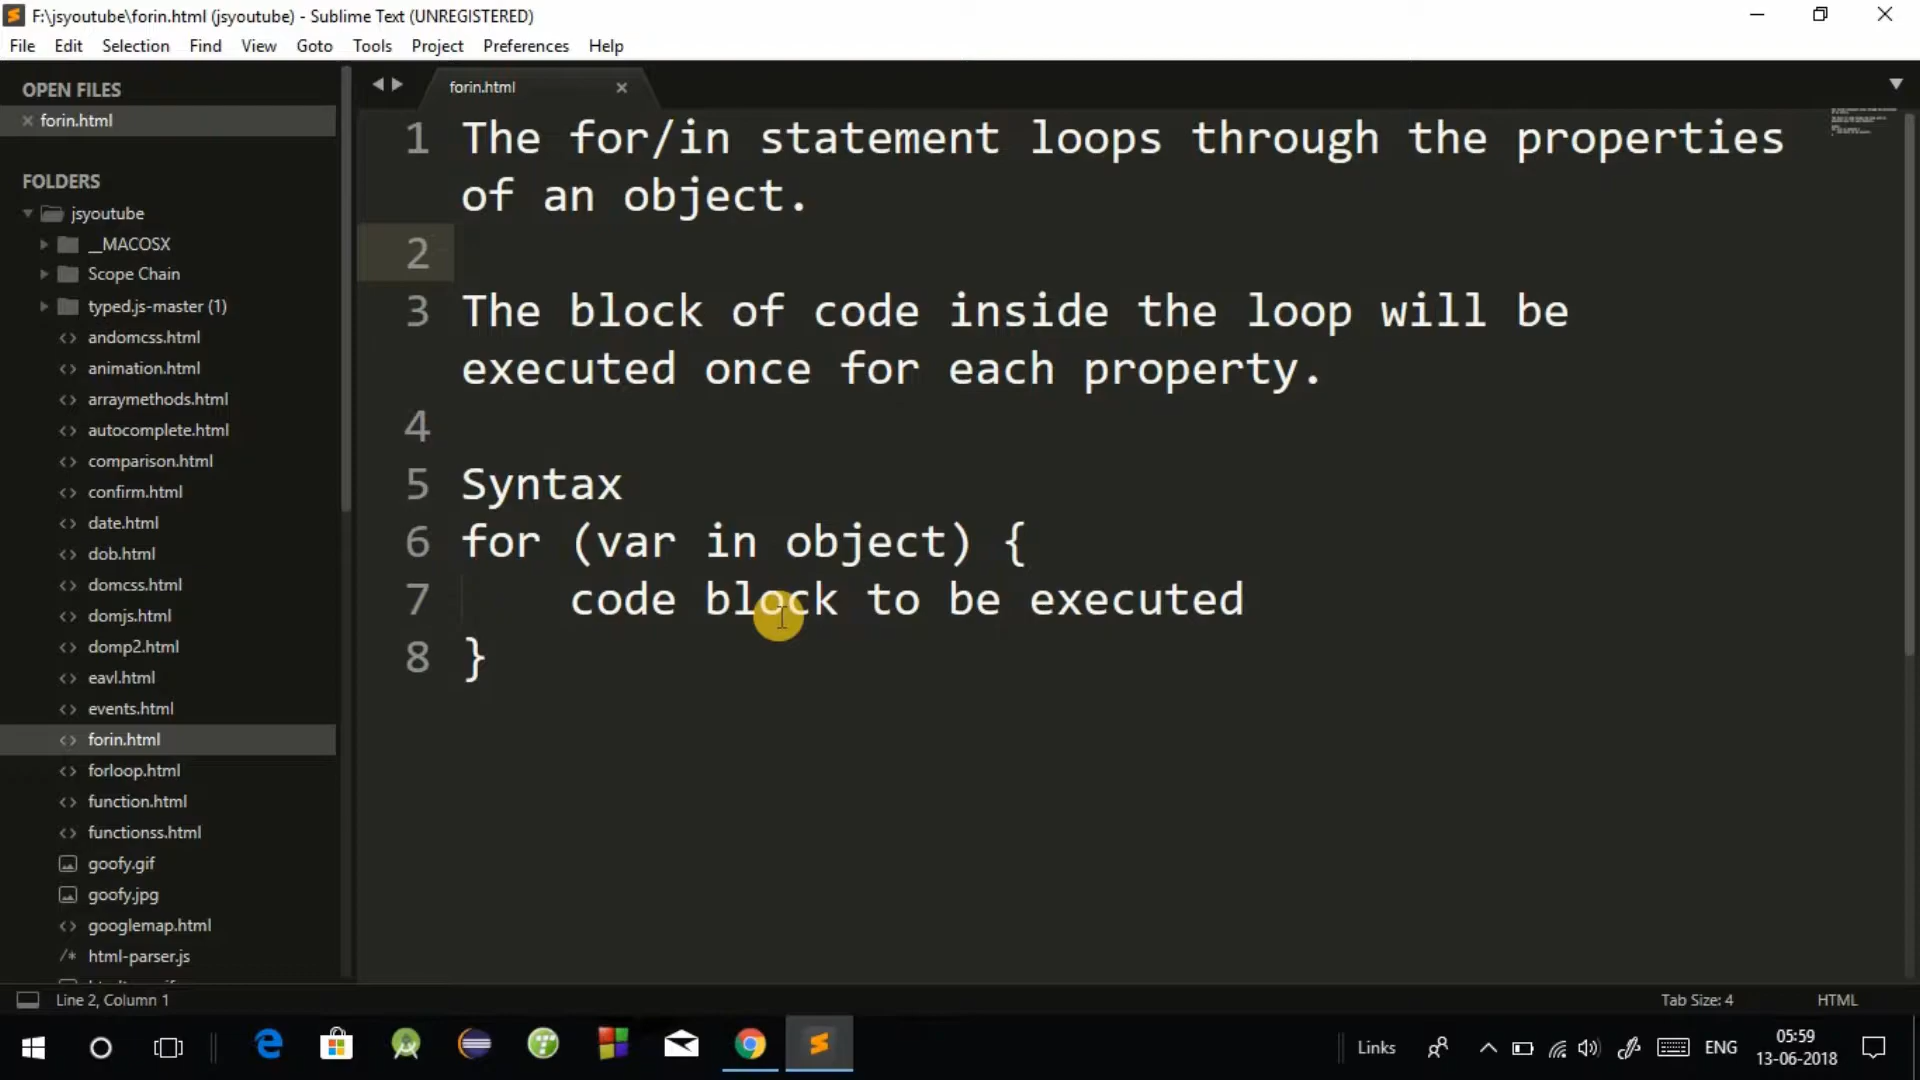 F:\jsyoutube\forin.html (jsyoutube) - Sublime Text (UNREGISTERED)
File Edit Selection Find View Goto Tools Project Preferences Help
OPEN FILES
forin.html
FOLDERS
jsyoutube
__MACOSX
Scope Chain
typed.js-master (1)
andomcss.html
animation.html
arraymethods.html
autocomplete.html
comparison.html
confirm.html
date.html
dob.html
domcss.html
domjs.html
domp2.html
eavl.html
events.html
forin.html
forloop.html
function.html
functionss.html
goofy.gif
goofy.jpg
googlemap.html
html-parser.js
forin.html
1 The for/in statement loops through the properties
of an object.
2
3 The block of code inside the loop will be
executed once for each property.
4
5 Syntax
6 for (var in object) {
7 code block to be executed
8 }
Line 2, Column 1
Tab Size: 4
HTML
Links
ENG
05:59
13-06-2018